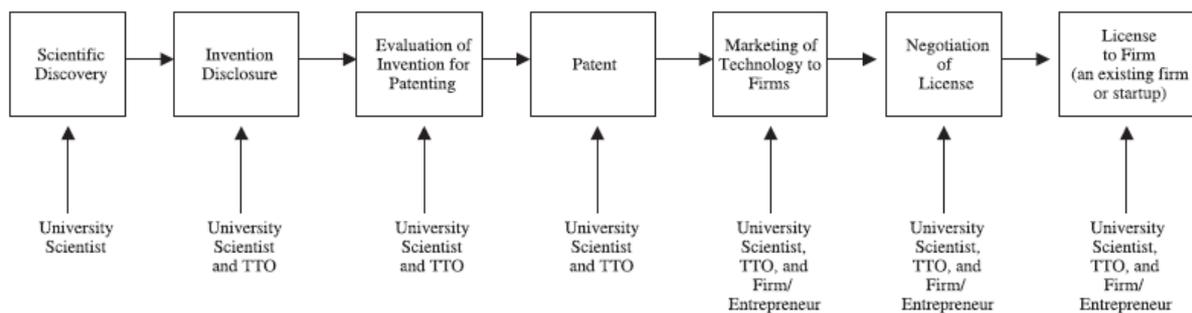 Scientific
Discovery
Invention
Disclosure
Evaluation of
Invention for
Patenting
Patent
Marketing of
Technology to
Firms
Negotiation
of
License
License
to Firm
(an existing firm
or startup)
University
Scientist
University
Scientist
and TTO
University
Scientist
and TTO
University
Scientist
and TTO
University
Scientist,
TTO, and
Firm/
Entrepreneur
University
Scientist,
TTO, and
Firm/
Entrepreneur
University
Scientist,
TTO, and
Firm/
Entrepreneur